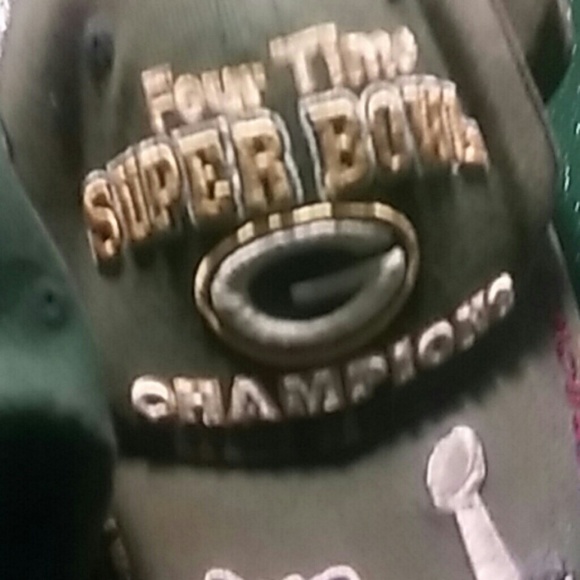 Four Time
SUPER BOWL
G
CHAMPIONS